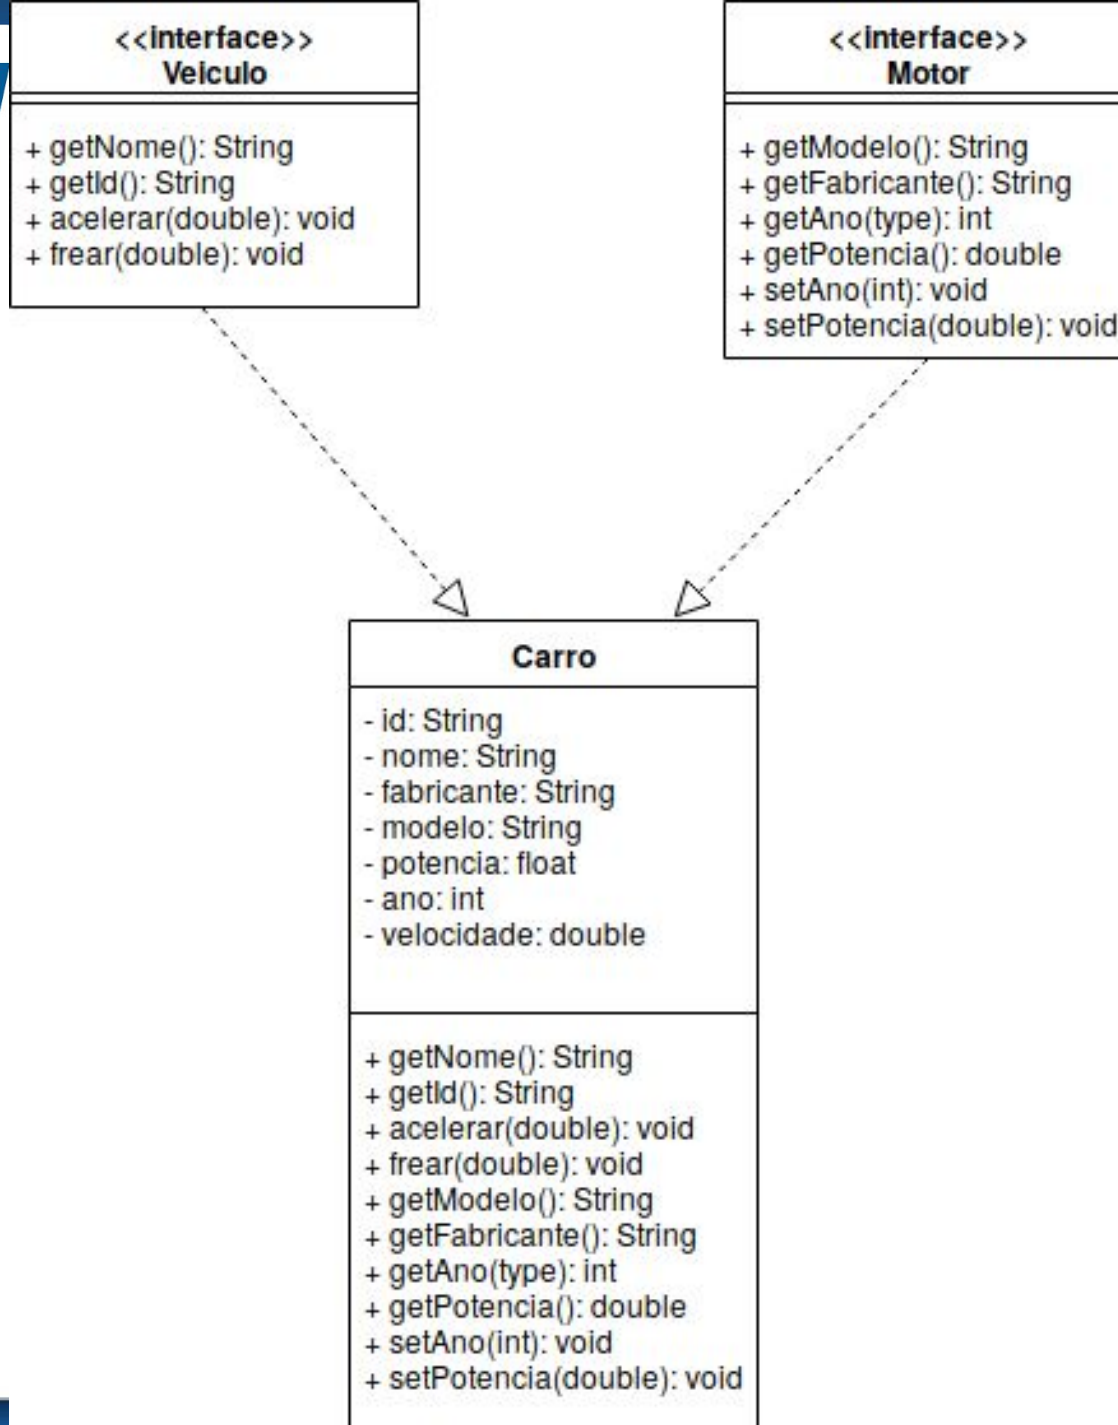 <<interface>>
Veiculo
+ getNome(): String
+ getId(): String
+ acelerar(double): void
+ frear(double): void
<<interface>>
Motor
+ getModelo(): String
+ getFabricante(): String
+ getAno(type): int
+ getPotencia(): double
+ setAno(int): void
+ setPotencia(double): void
Carro
- id: String
- nome: String
- fabricante: String
- modelo: String
- potencia: float
- ano: int
- velocidade: double
+ getNome(): String
+ getId(): String
+ acelerar(double): void
+ frear(double): void
+ getModelo(): String
+ getFabricante(): String
+ getAno(type): int
+ getPotencia(): double
+ setAno(int): void
+ setPotencia(double): void